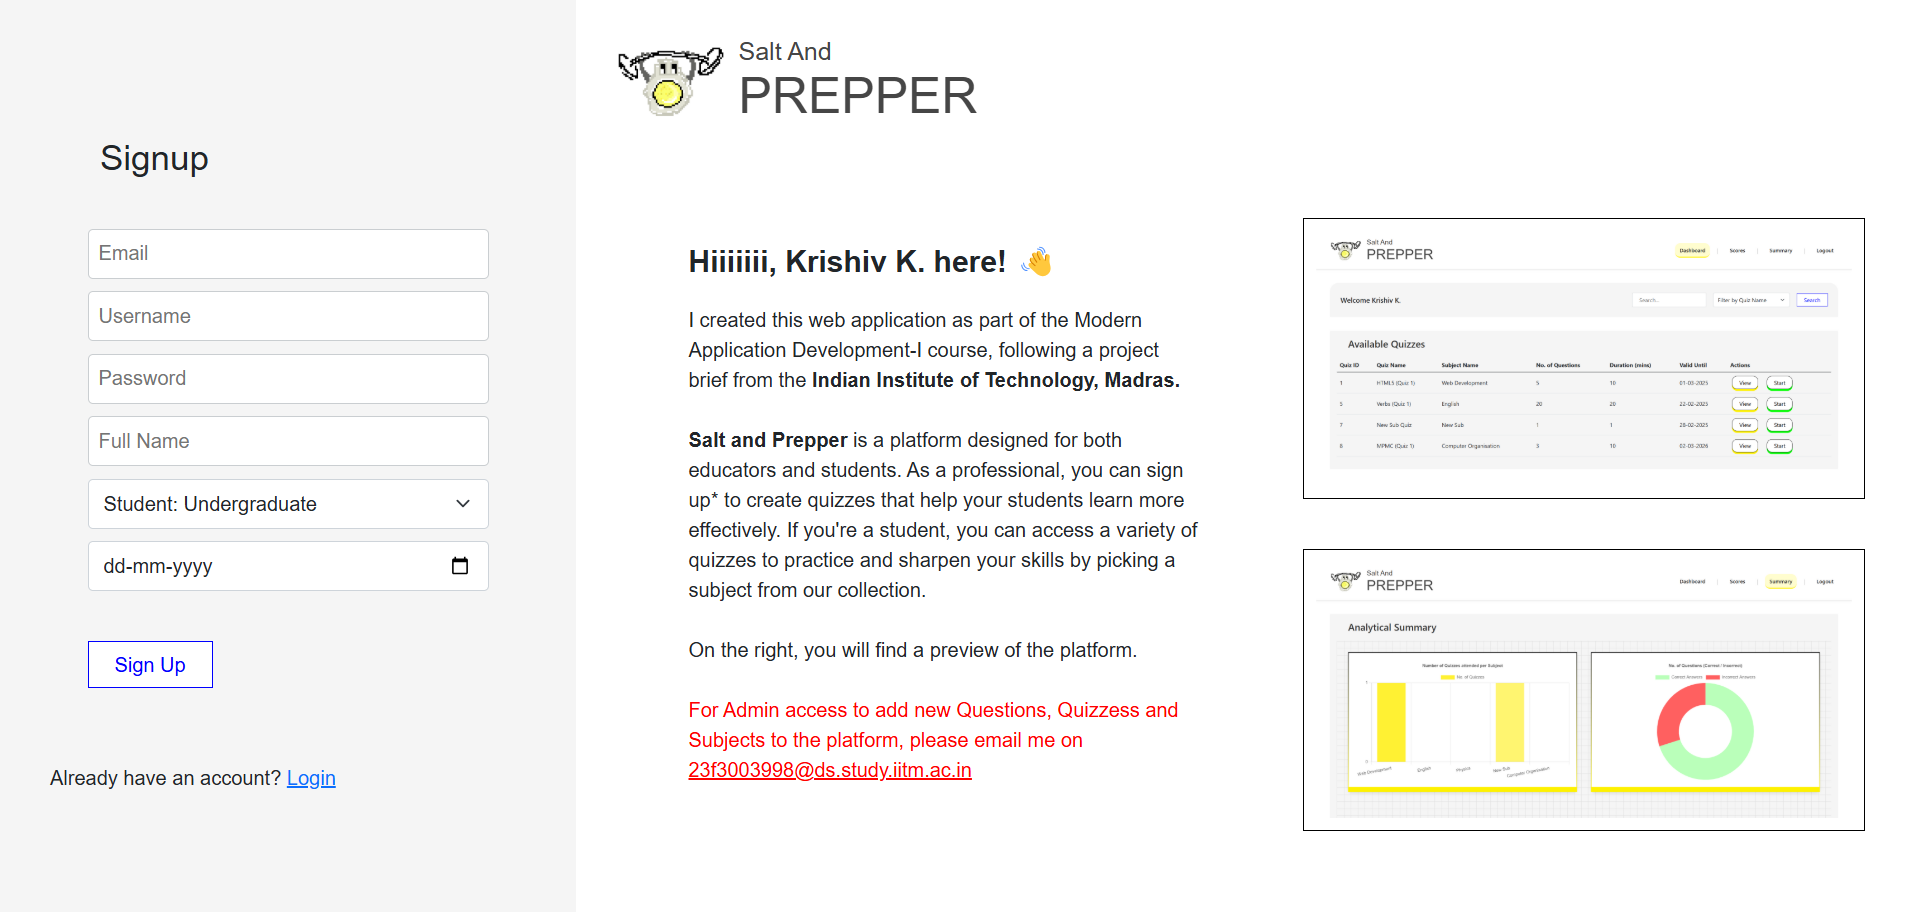 Signup
Email
Username
Password
Full Name
Student: Undergraduate
dd-mm-yyyy
Sign Up
Already have an account? Login
Salt And
PREPPER
Hiiiiiii, Krishiv K. here! 👋
I created this web application as part of the Modern
Application Development-I course, following a project
brief from the Indian Institute of Technology, Madras.
Salt and Prepper is a platform designed for both
educators and students. As a professional, you can sign
up* to create quizzes that help your students learn more
effectively. If you're a student, you can access a variety of
quizzes to practice and sharpen your skills by picking a
subject from our collection.
On the right, you will find a preview of the platform.
For Admin access to add new Questions, Quizzess and
Subjects to the platform, please email me on
23f3003998@ds.study.iitm.ac.in
Salt And
PREPPER
Dashboard | Scores | Summary | Logout
Welcome Krishiv K.
Search... Filter by Quiz Name Search
Available Quizzes
Quiz ID Quiz Name Subject Name No. of Questions Duration (mins) Valid Until Actions
1 HTML5 (Quiz 1) Web Development 5 10 01-03-2025 View Start
5 Verbs (Quiz 1) English 20 20 22-02-2025 View Start
7 New Sub Quiz New Sub 1 1 28-02-2025 View Start
8 MPMC (Quiz 1) Computer Organisation 3 10 02-03-2026 View Start
Salt And
PREPPER
Dashboard | Scores | Summary | Logout
Analytical Summary
Number of Quizzes attended per Subject
No. of Quizzes
1
0
Web Development English Physics New Sub Computer Organisation
No. of Questions (Correct / Incorrect)
Correct Answers Incorrect Answers